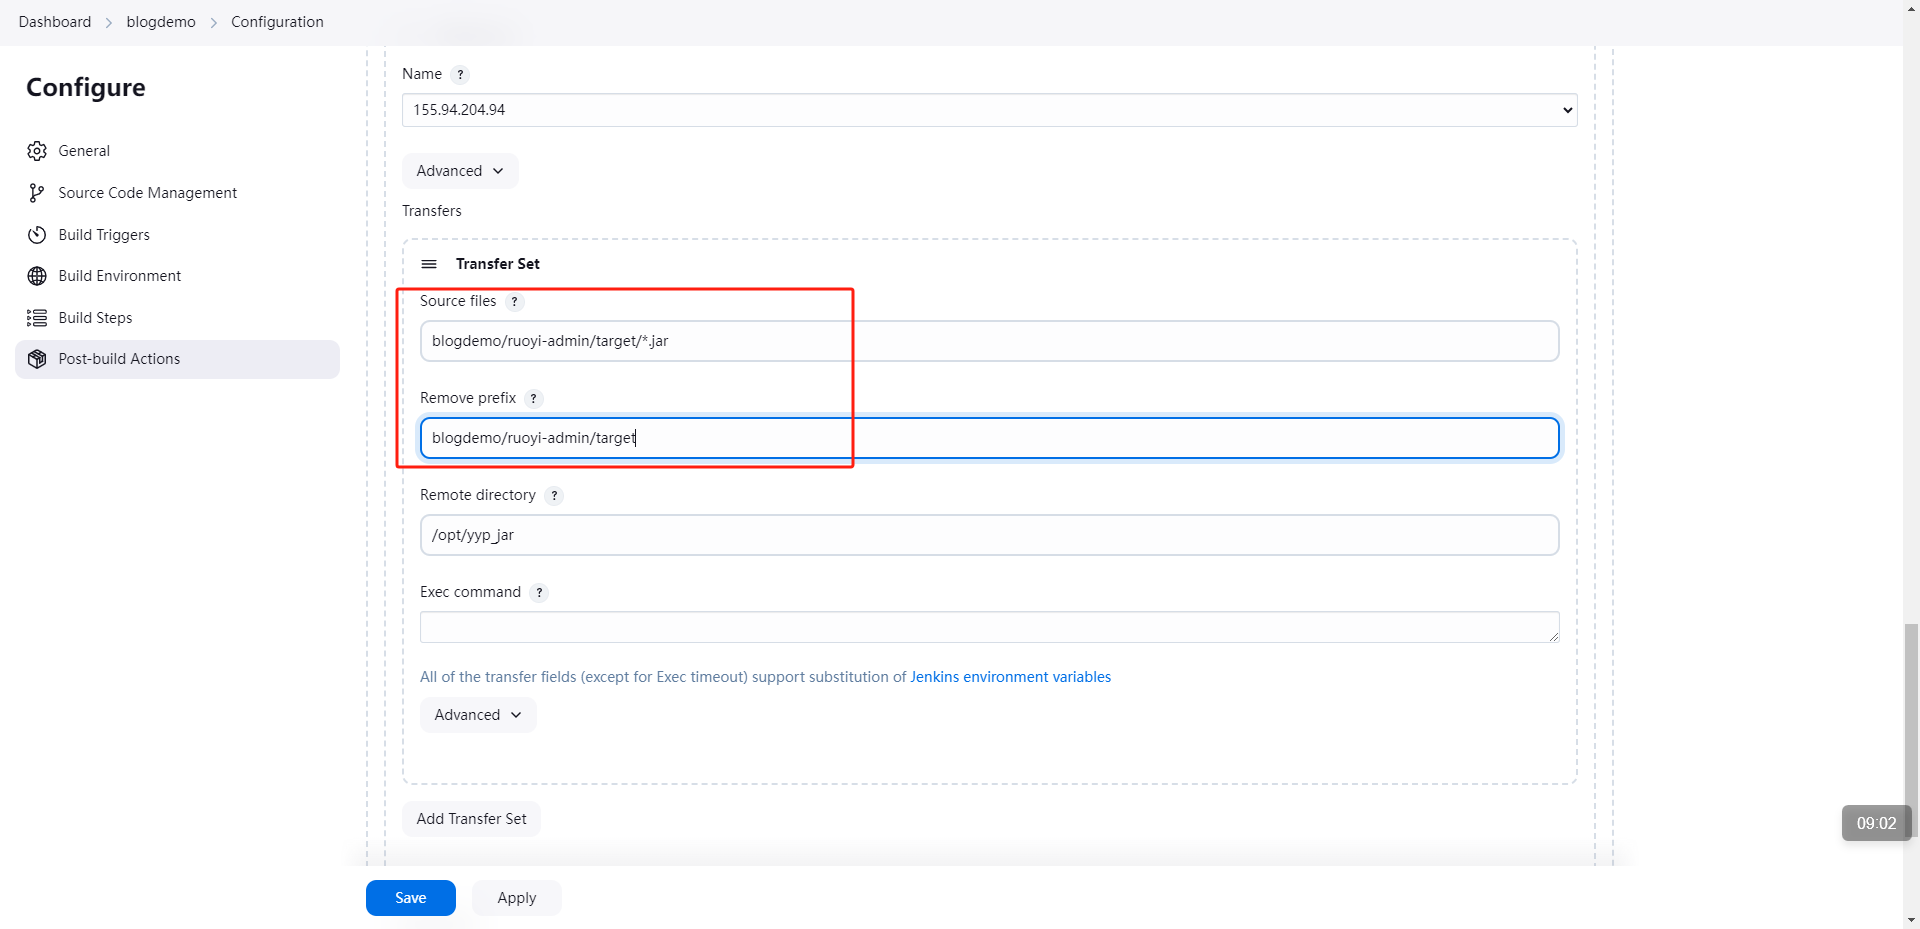 Dashboard > blogdemo > Configuration
Configure
General
Source Code Management
Build Triggers
Build Environment
Build Steps
Post-build Actions
Name ?
155.94.204.94
Advanced
Transfers
Transfer Set
Source files ?
blogdemo/ruoyi-admin/target/*.jar
Remove prefix ?
blogdemo/ruoyi-admin/target
Remote directory ?
/opt/yyp_jar
Exec command ?
All of the transfer fields (except for Exec timeout) support substitution of Jenkins environment variables
Advanced
Add Transfer Set
09:02
Save
Apply